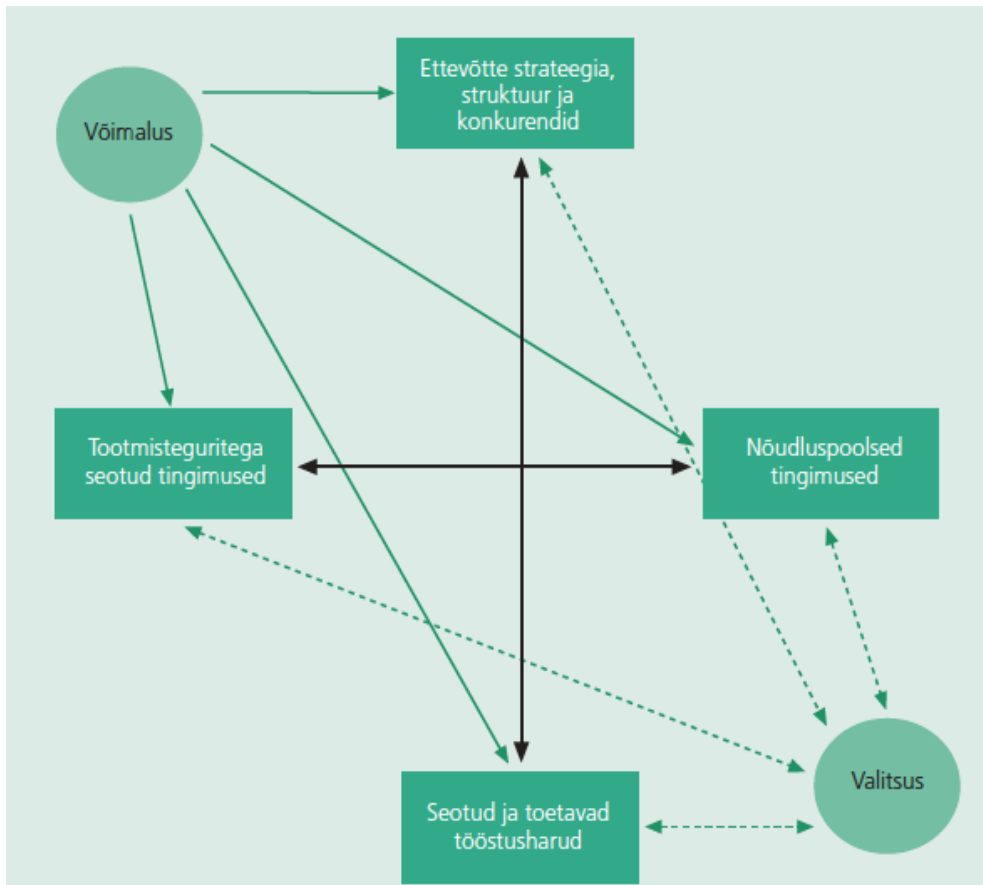 Ettevõtte strateegia,
struktuur ja
konkurendid
Võimalus
Tootmisteguritega
seotud tingimused
Nõudluspoolsed
tingimused
Seotud ja toetavad
tööstusharud
Valitsus